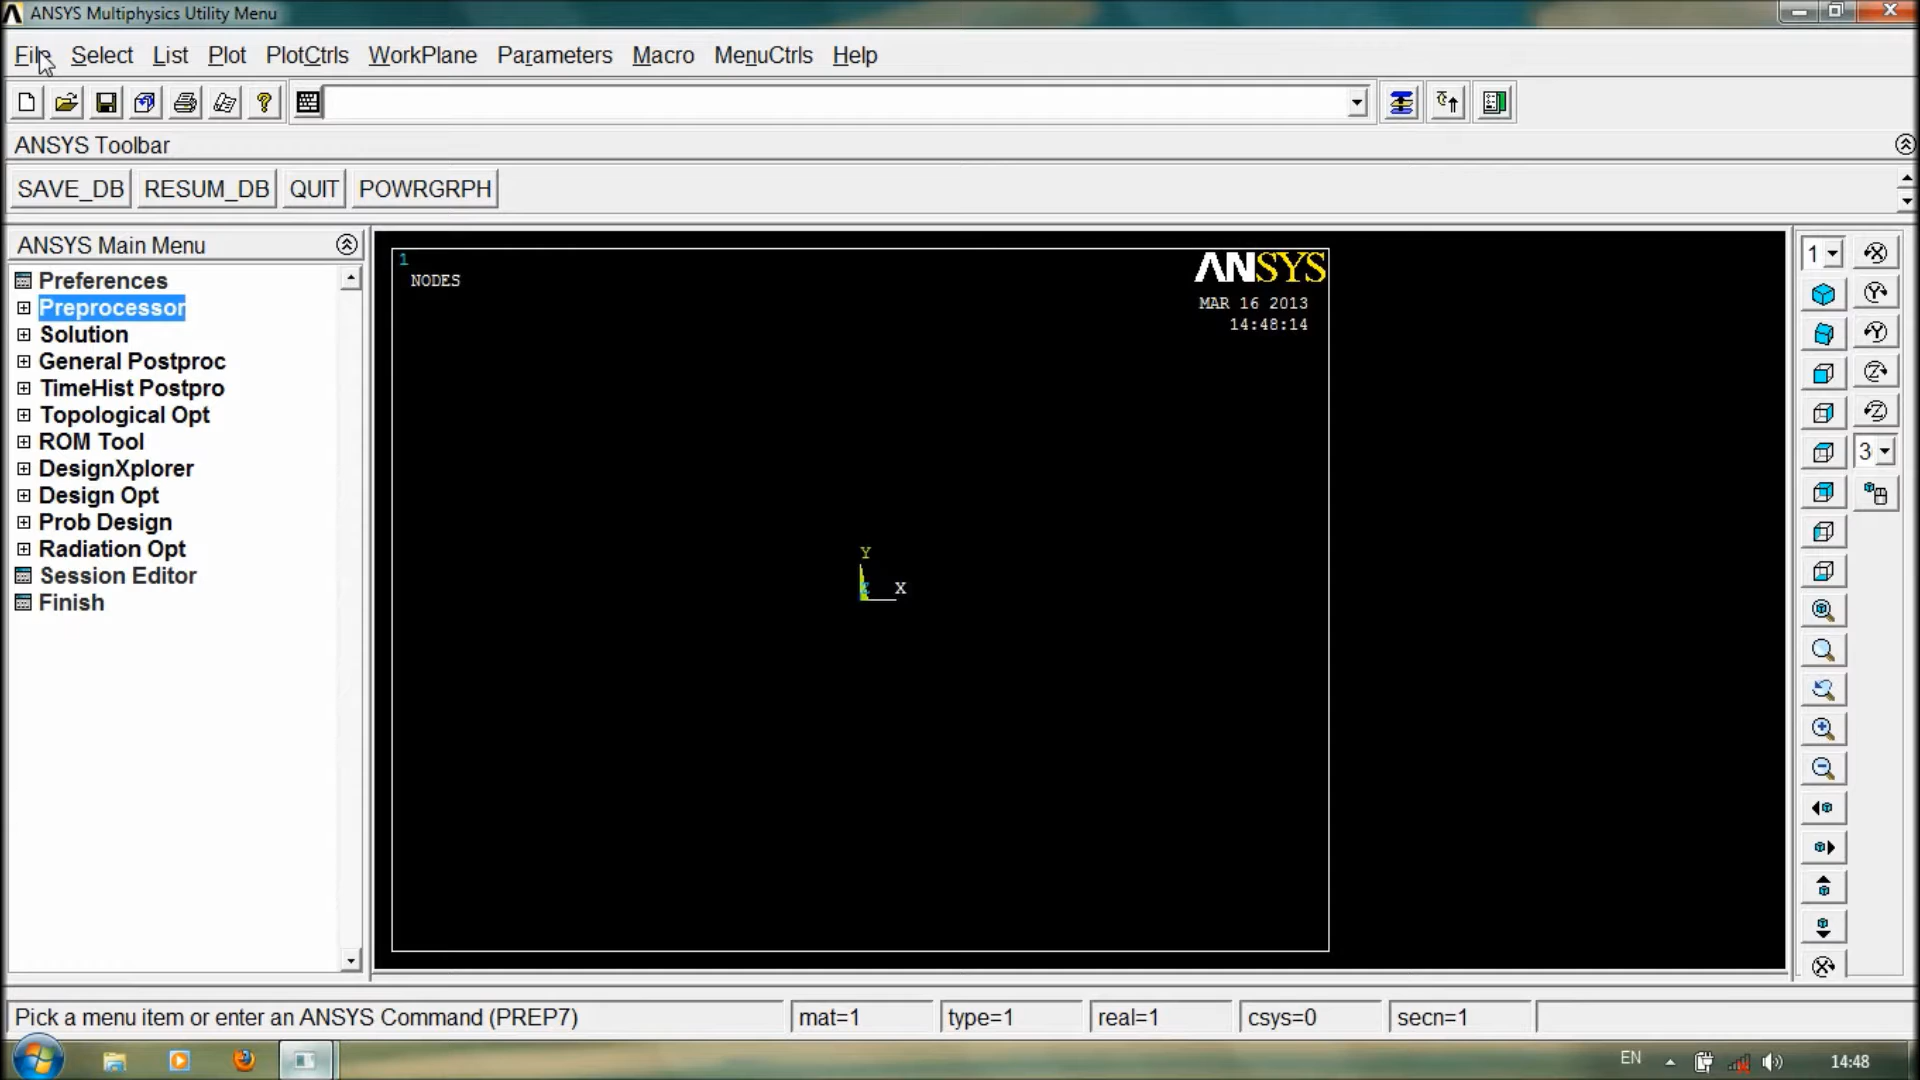 ANSYS Multiphysics Utility Menu
File Select List Plot PlotCtrls WorkPlane Parameters Macro MenuCtrls Help
ANSYS Toolbar
SAVE_DB RESUM_DB QUIT POWRGRPH
ANSYS Main Menu
Preferences
Preprocessor
Solution
General Postproc
TimeHist Postpro
Topological Opt
ROM Tool
DesignXplorer
Design Opt
Prob Design
Radiation Opt
Session Editor
Finish
1
NODES
ANSYS
MAR 16 2013
14:48:14
Y
X
1
3
Pick a menu item or enter an ANSYS Command (PREP7) mat=1 type=1 real=1 csys=0 secn=1
EN 14:48